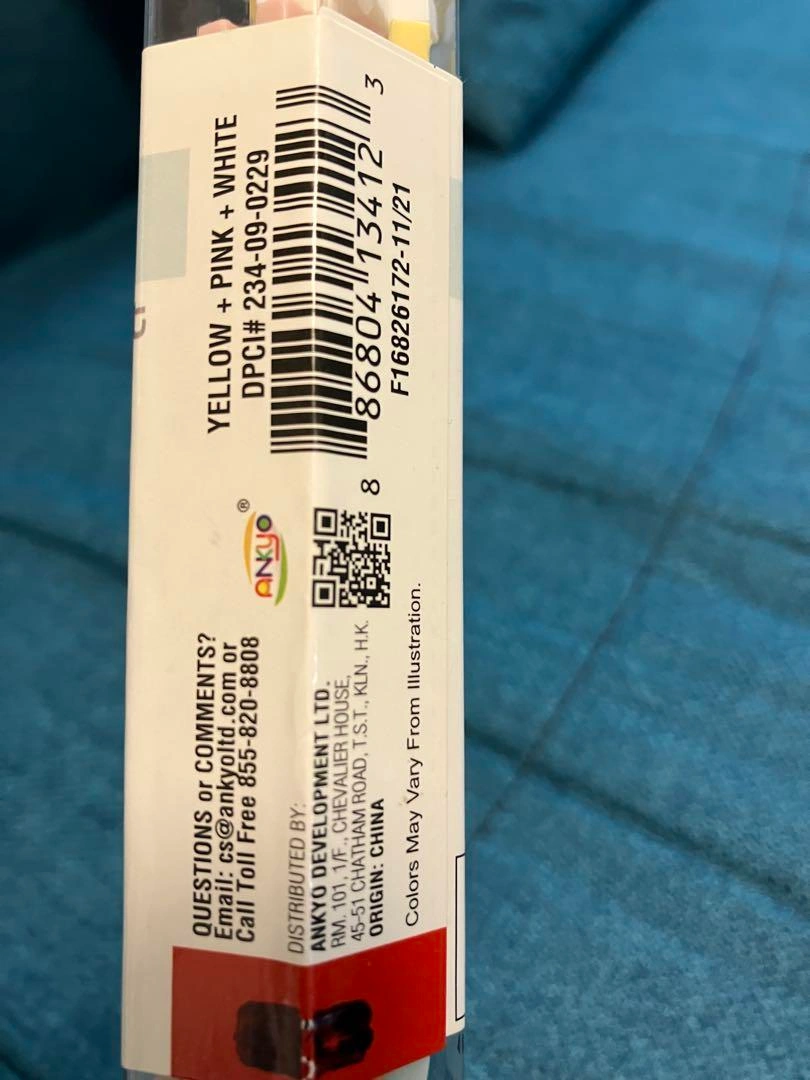 YELLOW + PINK + WHITE
DPCI# 234-09-0229
8 86804 13412 3
F16826172-11/21
ANKYO®
QUESTIONS or COMMENTS?
Email: cs@ankyoltd.com or
Call Toll Free 855-820-8808
DISTRIBUTED BY:
ANKYO DEVELOPMENT LTD.
RM. 101, 1/F., CHEVALIER HOUSE,
45-51 CHATHAM ROAD, T.S.T., KLN., H.K.
ORIGIN: CHINA
Colors May Vary From Illustration.